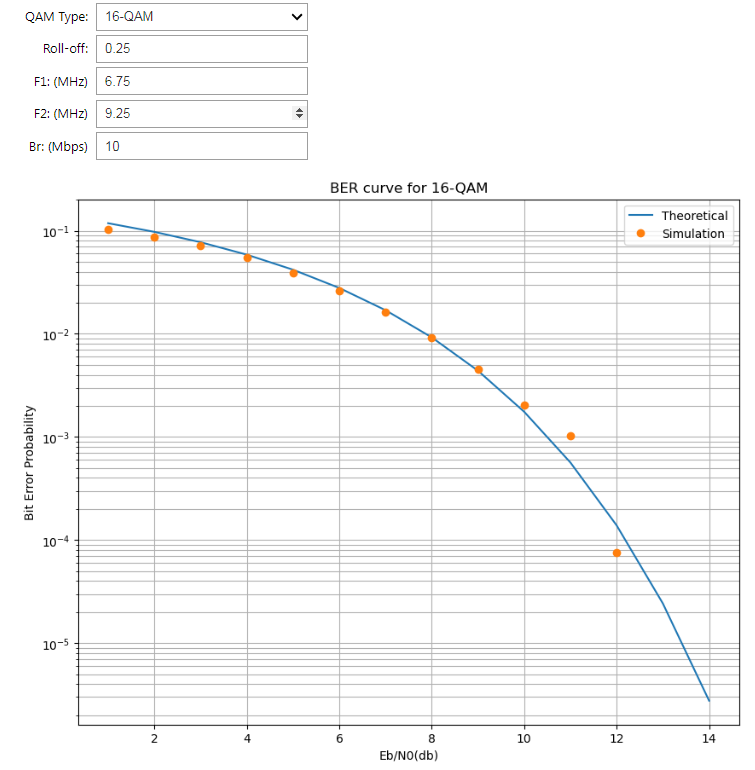 QAM Type: 16-QAM
Roll-off: 0.25
F1: (MHz) 6.75
F2: (MHz) 9.25
Br: (Mbps) 10
BER curve for 16-QAM
Theoretical
Simulation
10⁻¹
10⁻²
10⁻³
10⁻⁴
10⁻⁵
Bit Error Probability
2 4 6 8 10 12 14
Eb/N0(db)